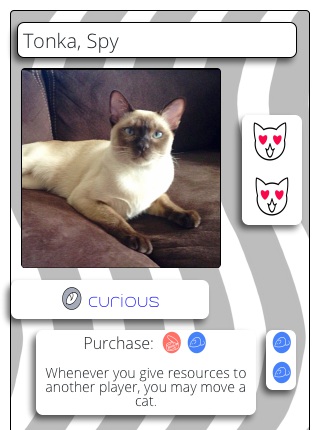 Tonka, Spy
curious
Purchase:
Whenever you give resources to
another player, you may move a
cat.